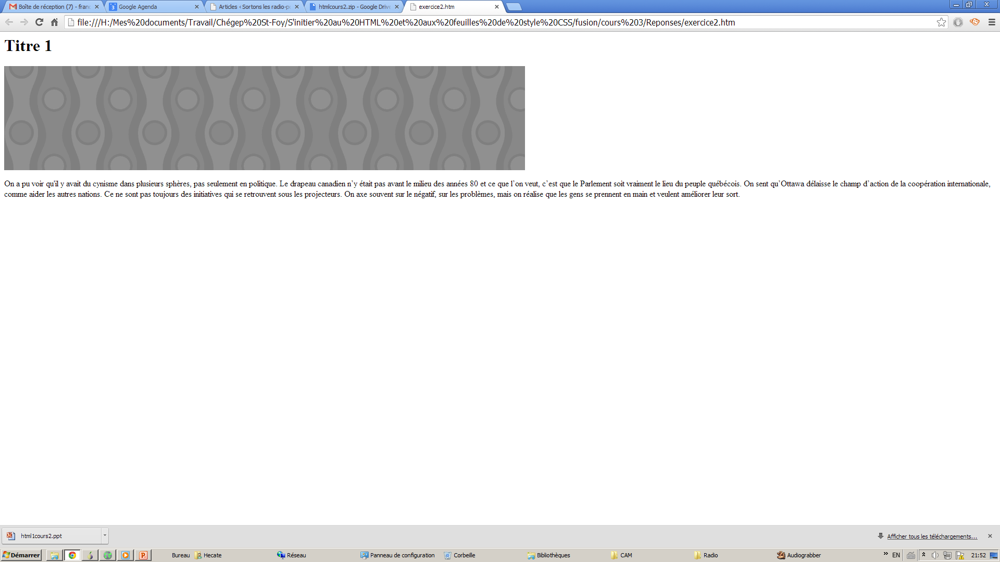 Boîte de réception (7) - franc
Google Agenda
Articles ‹ Sortons les radio-p
htmlcours2.zip - Google Drive
exercice2.htm
file:///H:/Mes%20documents/Travail/Chégep%20St-Foy/S'initier%20au%20HTML%20et%20aux%20feuilles%20de%20style%20CSS/fusion/cours%203/Reponses/exercice2.htm
Titre 1
On a pu voir qu'il y avait du cynisme dans plusieurs sphères, pas seulement en politique. Le drapeau canadien n’y était pas avant le milieu des années 80 et ce que l’on veut, c’est que le Parlement soit vraiment le lieu du peuple québécois. On sent qu’Ottawa délaisse le champ d’action de la coopération internationale,
comme aider les autres nations. Ce ne sont pas toujours des initiatives qui se retrouvent sous les projecteurs. On axe souvent sur le négatif, sur les problèmes, mais on réalise que les gens se prennent en main et veulent améliorer leur sort.
html1cours2.ppt
Afficher tous les téléchargements...
Démarrer
Bureau
Hecate
Réseau
Panneau de configuration
Corbeille
Bibliothèques
CAM
Radio
Audiograbber
EN
21:52